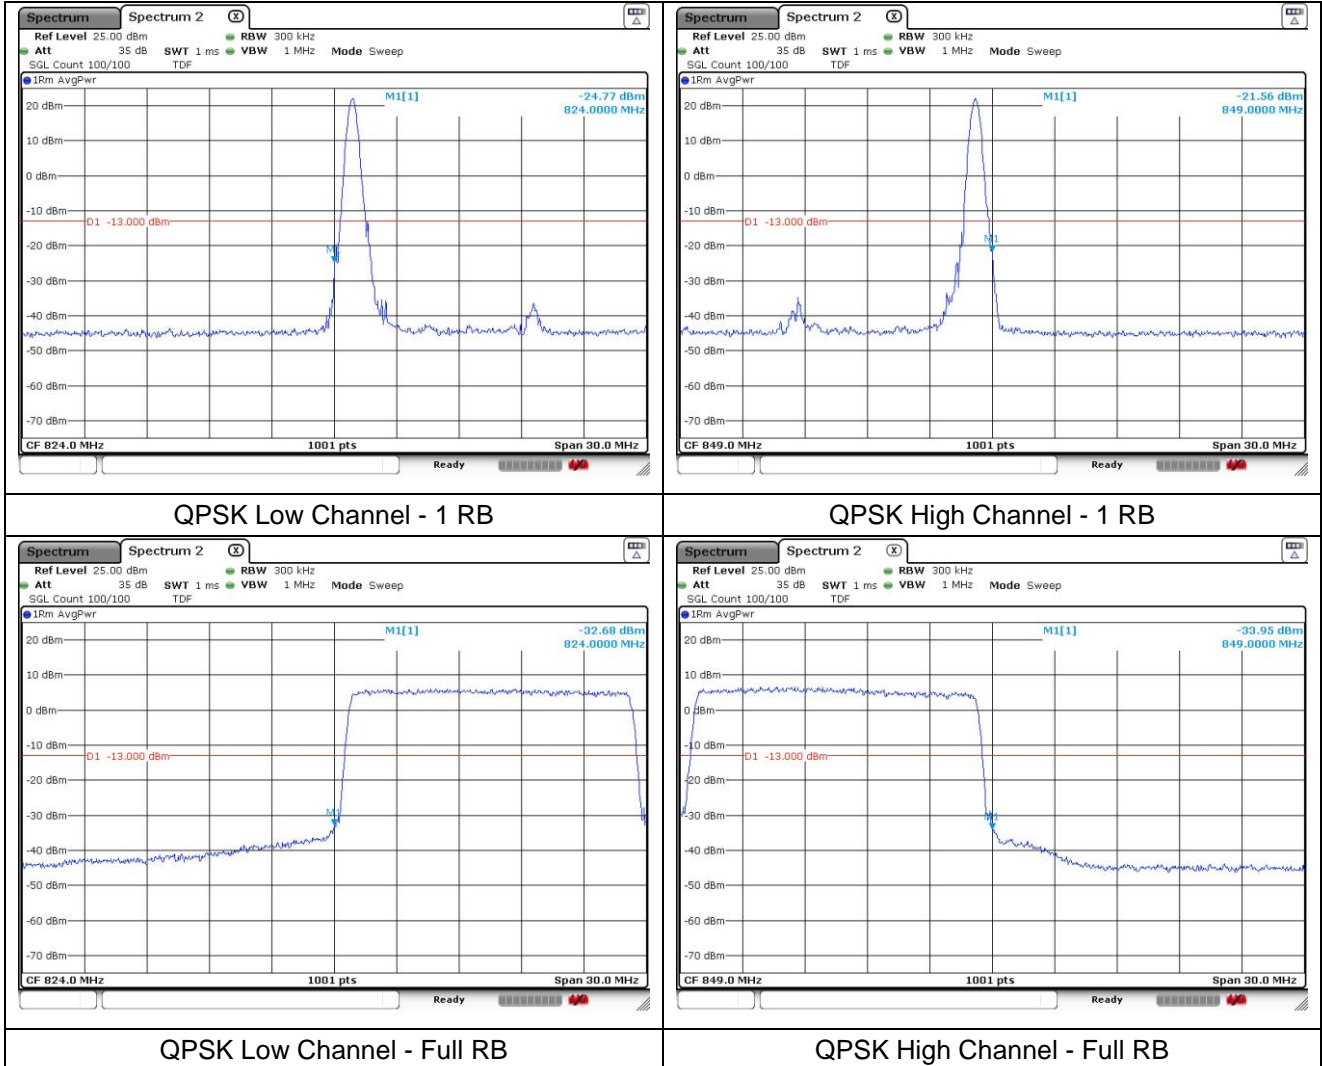 Spectrum Spectrum 2 X
Ref Level 25.00 dBm RBW 300 kHz
Att 35 dB SWT 1 ms VBW 1 MHz Mode Sweep
SGL Count 100/100 TDF
1Rm AvgPwr
M1[1] -24.77 dBm
824.0000 MHz
20 dBm
10 dBm
0 dBm
-10 dBm
D1 -13.000 dBm
-20 dBm
M1
-30 dBm
-40 dBm
-50 dBm
-60 dBm
-70 dBm
CF 824.0 MHz 1001 pts Span 30.0 MHz
Ready
QPSK Low Channel - 1 RB
Spectrum Spectrum 2 X
Ref Level 25.00 dBm RBW 300 kHz
Att 35 dB SWT 1 ms VBW 1 MHz Mode Sweep
SGL Count 100/100 TDF
1Rm AvgPwr
M1[1] -21.56 dBm
849.0000 MHz
20 dBm
10 dBm
0 dBm
-10 dBm
D1 -13.000 dBm
-20 dBm
M1
-30 dBm
-40 dBm
-50 dBm
-60 dBm
-70 dBm
CF 849.0 MHz 1001 pts Span 30.0 MHz
Ready
QPSK High Channel - 1 RB
Spectrum Spectrum 2 X
Ref Level 25.00 dBm RBW 300 kHz
Att 35 dB SWT 1 ms VBW 1 MHz Mode Sweep
SGL Count 100/100 TDF
1Rm AvgPwr
M1[1] -32.68 dBm
824.0000 MHz
20 dBm
10 dBm
0 dBm
-10 dBm
D1 -13.000 dBm
-20 dBm
-30 dBm
M1
-40 dBm
-50 dBm
-60 dBm
-70 dBm
CF 824.0 MHz 1001 pts Span 30.0 MHz
Ready
QPSK Low Channel - Full RB
Spectrum Spectrum 2 X
Ref Level 25.00 dBm RBW 300 kHz
Att 35 dB SWT 1 ms VBW 1 MHz Mode Sweep
SGL Count 100/100 TDF
1Rm AvgPwr
M1[1] -33.95 dBm
849.0000 MHz
20 dBm
10 dBm
0 dBm
-10 dBm
D1 -13.000 dBm
-20 dBm
-30 dBm
M1
-40 dBm
-50 dBm
-60 dBm
-70 dBm
CF 849.0 MHz 1001 pts Span 30.0 MHz
Ready
QPSK High Channel - Full RB